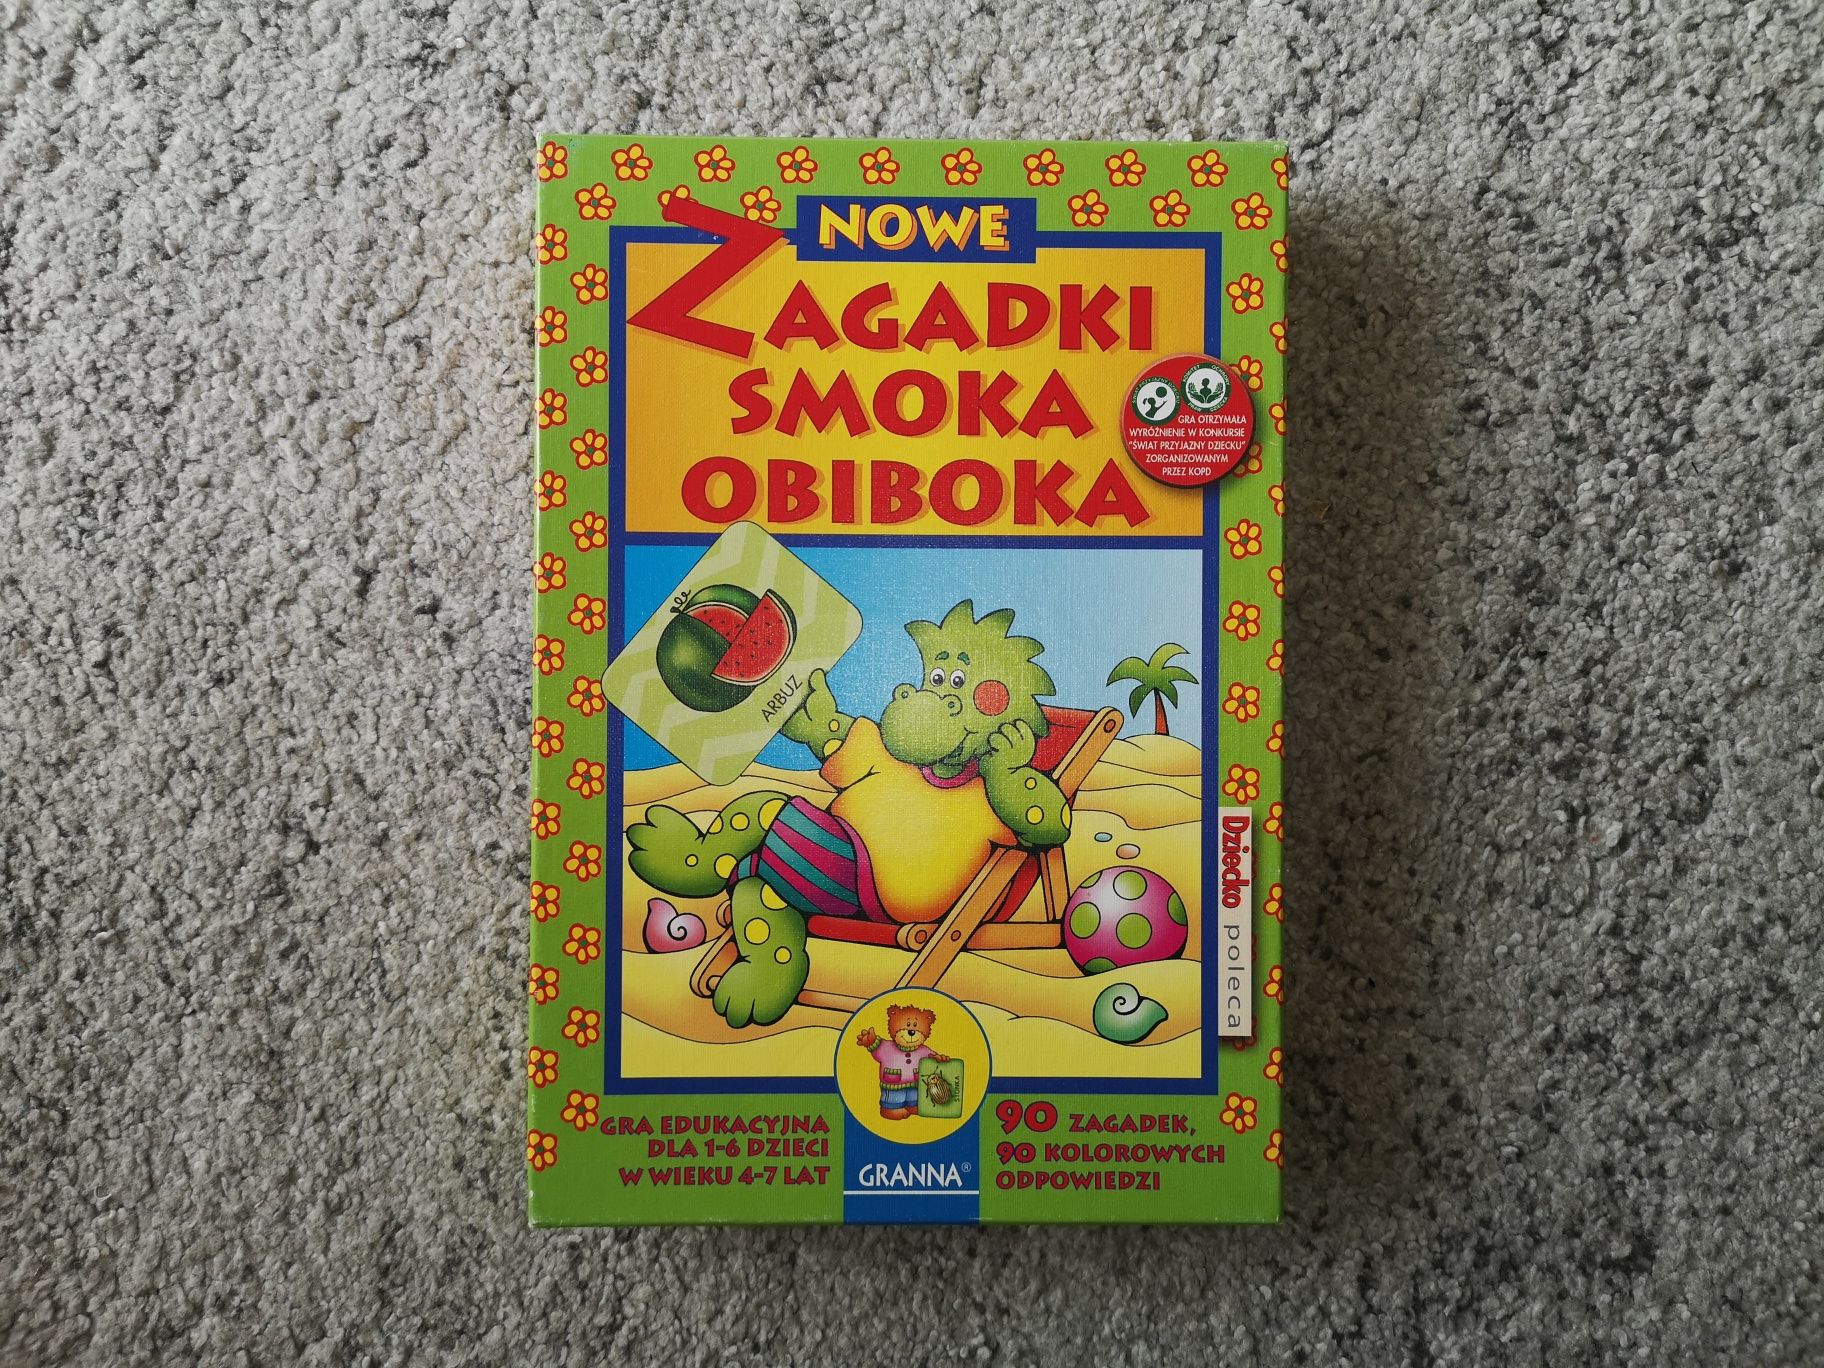 NOWE
ZAGADKI
SMOKA
OBIBOKA
GRA OTRZYMAŁA
WYRÓŻNIENIE W KONKURSIE
"ŚWIAT PRZYJAZNY DZIECKU"
ZORGANIZOWANYM
PRZEZ KOPD
ARBUZ
Dziecko poleca
STONKA
GRA EDUKACYJNA
DLA 1-6 DZIECI
W WIEKU 4-7 LAT
GRANNA®
90 ZAGADEK,
90 KOLOROWYCH
ODPOWIEDZI